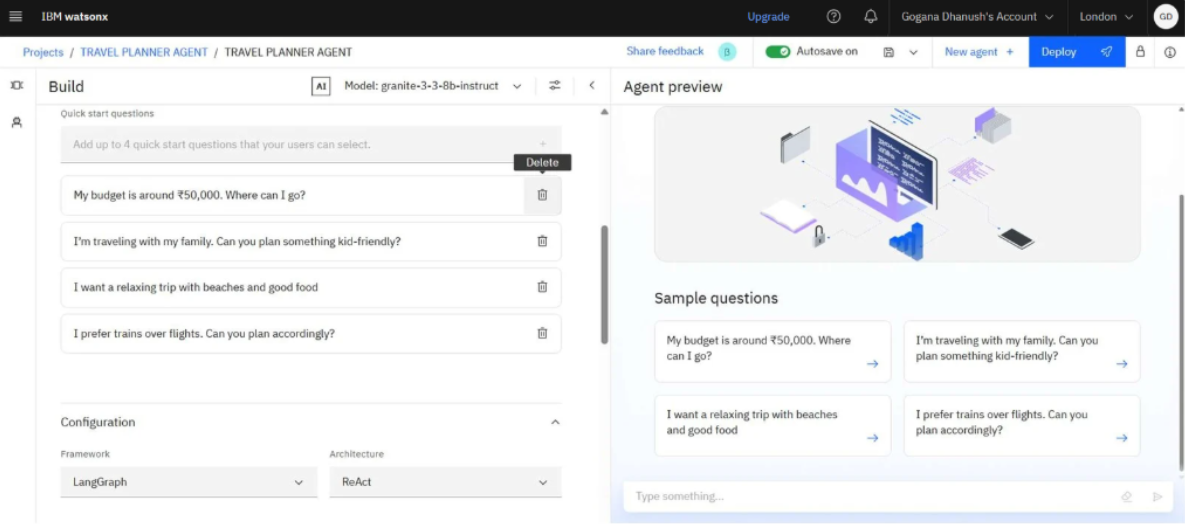 IBM watsonx
Upgrade
Gogana Dhanush's Account
London
GD
Projects / TRAVEL PLANNER AGENT / TRAVEL PLANNER AGENT
Share feedback
Autosave on
New agent +
Deploy
Build
AI
Model: granite-3-3-8b-instruct
Quick start questions
Add up to 4 quick start questions that your users can select.
+
Delete
My budget is around ₹50,000. Where can I go?
I'm traveling with my family. Can you plan something kid-friendly?
I want a relaxing trip with beaches and good food
I prefer trains over flights. Can you plan accordingly?
Configuration
Framework
Architecture
LangGraph
ReAct
Agent preview
Sample questions
My budget is around ₹50,000. Where
can I go?
I'm traveling with my family. Can you
plan something kid-friendly?
I want a relaxing trip with beaches
and good food
I prefer trains over flights. Can you
plan accordingly?
Type something...